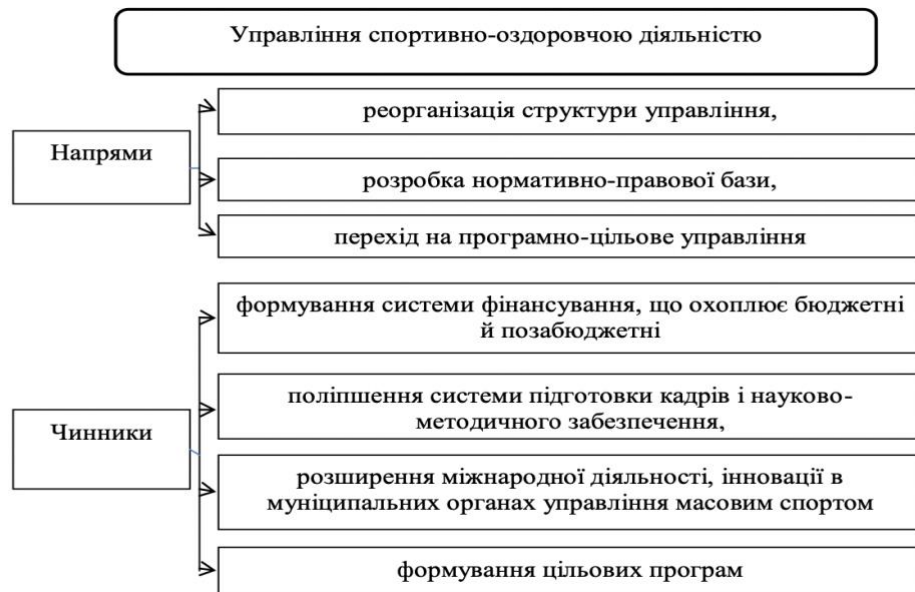 Управління спортивно-оздоровчою діяльністю
Напрями
реорганізація структури управління,
розробка нормативно-правової бази,
перехід на програмно-цільове управління
Чинники
формування системи фінансування, що охоплює бюджетні
й позабюджетні
поліпшення системи підготовки кадрів і науково-
методичного забезпечення,
розширення міжнародної діяльності, інновації в
муніципальних органах управління масовим спортом
формування цільових програм